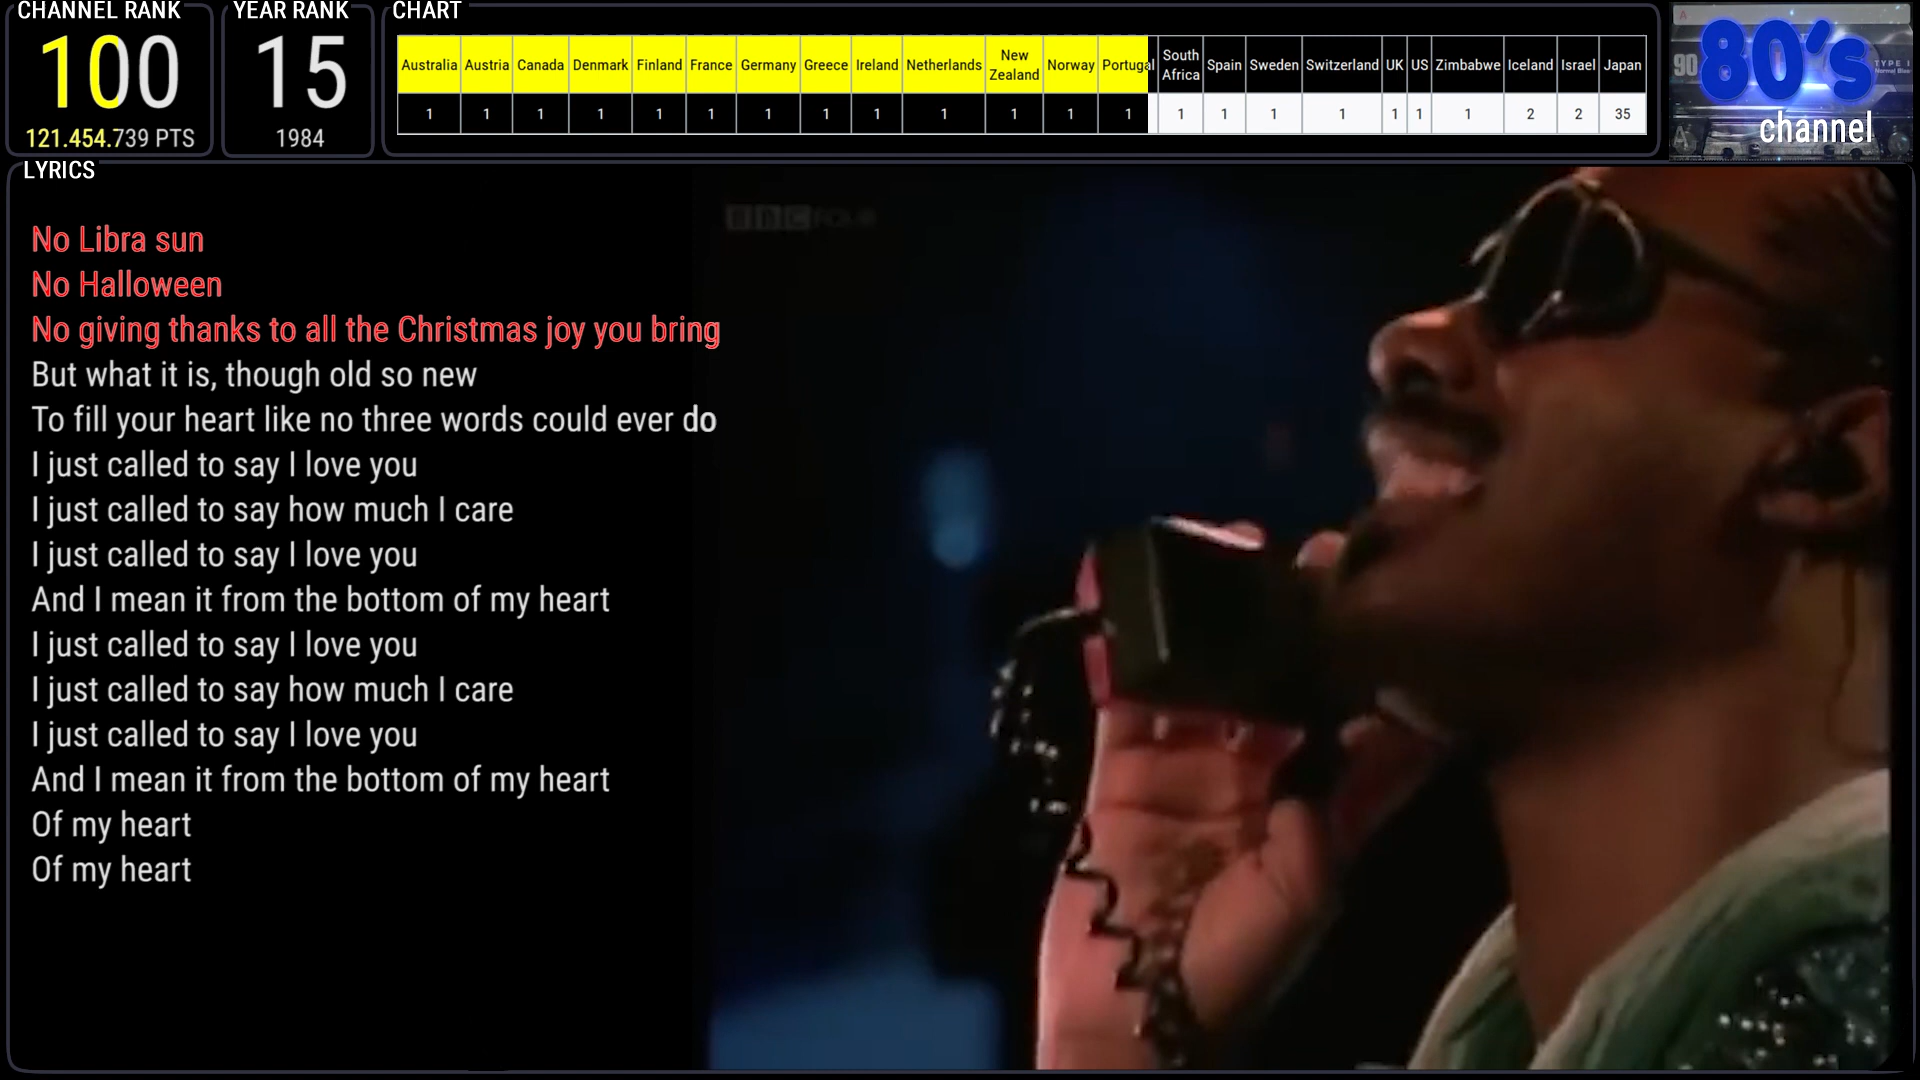 CHANNEL RANK
100
121.454.739 PTS
YEAR RANK
15
1984
CHART
Australia Austria Canada Denmark Finland France Germany Greece Ireland Netherlands New Zealand Norway Portugal South Africa Spain Sweden Switzerland UK US Zimbabwe Iceland Israel Japan
1 1 1 1 1 1 1 1 1 1 1 1 1 1 1 1 1 1 1 1 2 2 35
A
90
TYPE I
80's
channel
LYRICS
BBC FOUR
No Libra sun
No Halloween
No giving thanks to all the Christmas joy you bring
But what it is, though old so new
To fill your heart like no three words could ever do
I just called to say I love you
I just called to say how much I care
I just called to say I love you
And I mean it from the bottom of my heart
I just called to say I love you
I just called to say how much I care
I just called to say I love you
And I mean it from the bottom of my heart
Of my heart
Of my heart